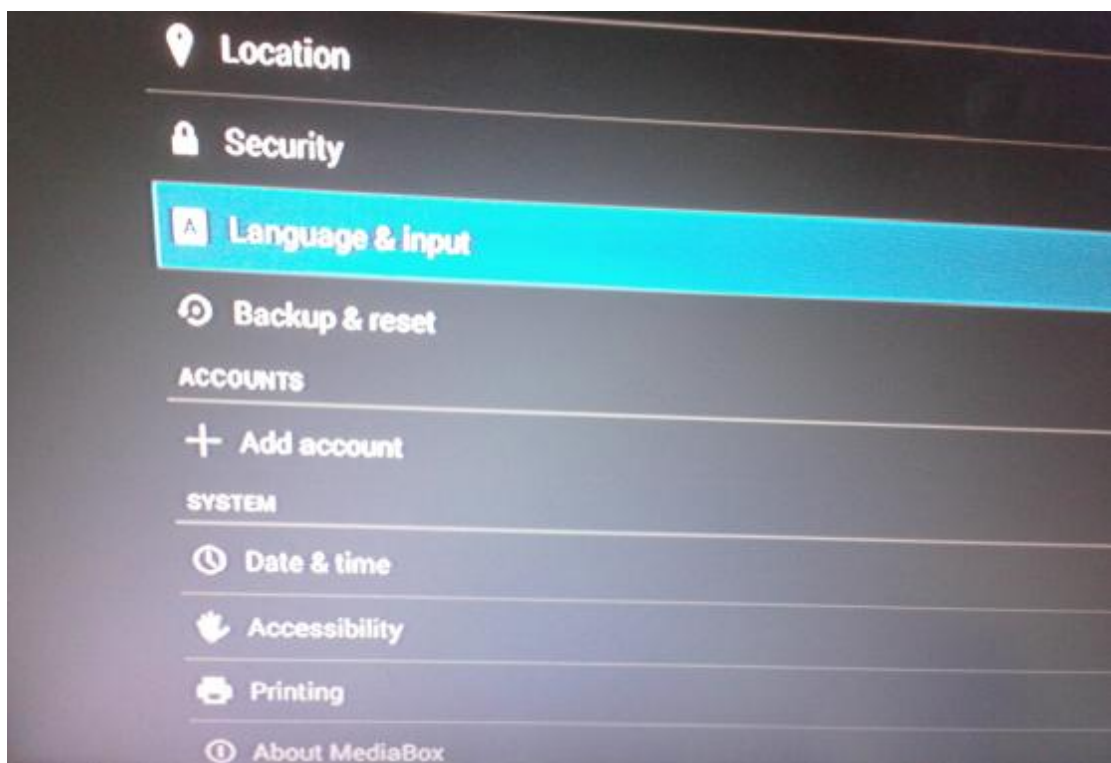 Location
Security
A Language & input
Backup & reset
ACCOUNTS
Add account
SYSTEM
Date & time
Accessibility
Printing
About MediaBox